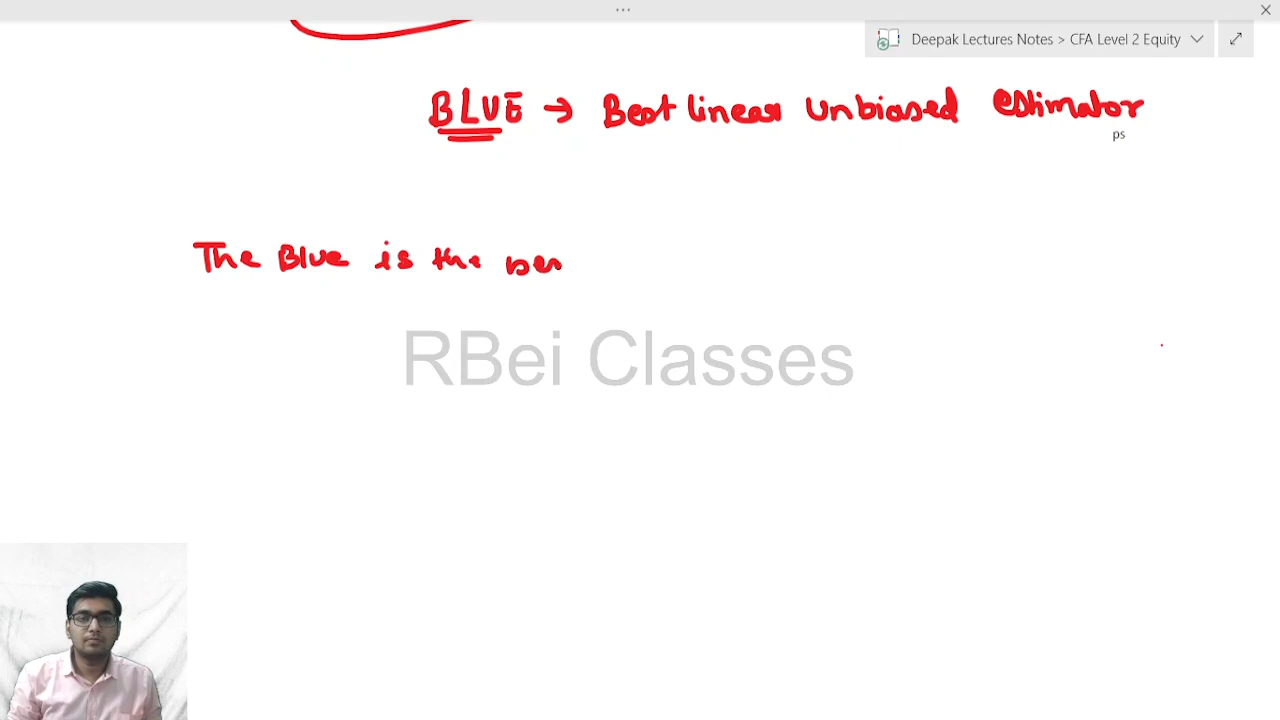 Deepak Lectures Notes > CFA Level 2 Equity
BLUE → Best linear Unbiased estimator
ps
The Blue is the bes
RBei Classes